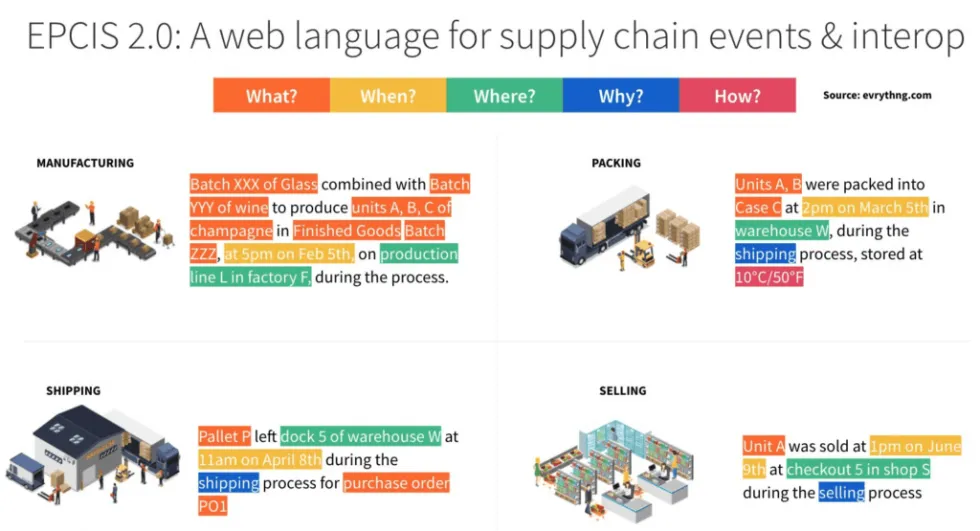 EPCIS 2.0: A web language for supply chain events & interop
What? When? Where? Why? How?
Source: evrythng.com
MANUFACTURING
Batch XXX of Glass combined with Batch
YYY of wine to produce units A, B, C of
champagne in Finished Goods Batch
ZZZ, at 5pm on Feb 5th, on production
line L in factory F, during the process.
PACKING
Units A, B were packed into
Case C at 2pm on March 5th in
warehouse W, during the
shipping process, stored at
10°C/50°F
SHIPPING
Pallet P left dock 5 of warehouse W at
11am on April 8th during the
shipping process for purchase order
PO1
SELLING
Unit A was sold at 1pm on June
9th at checkout 5 in shop S
during the selling process